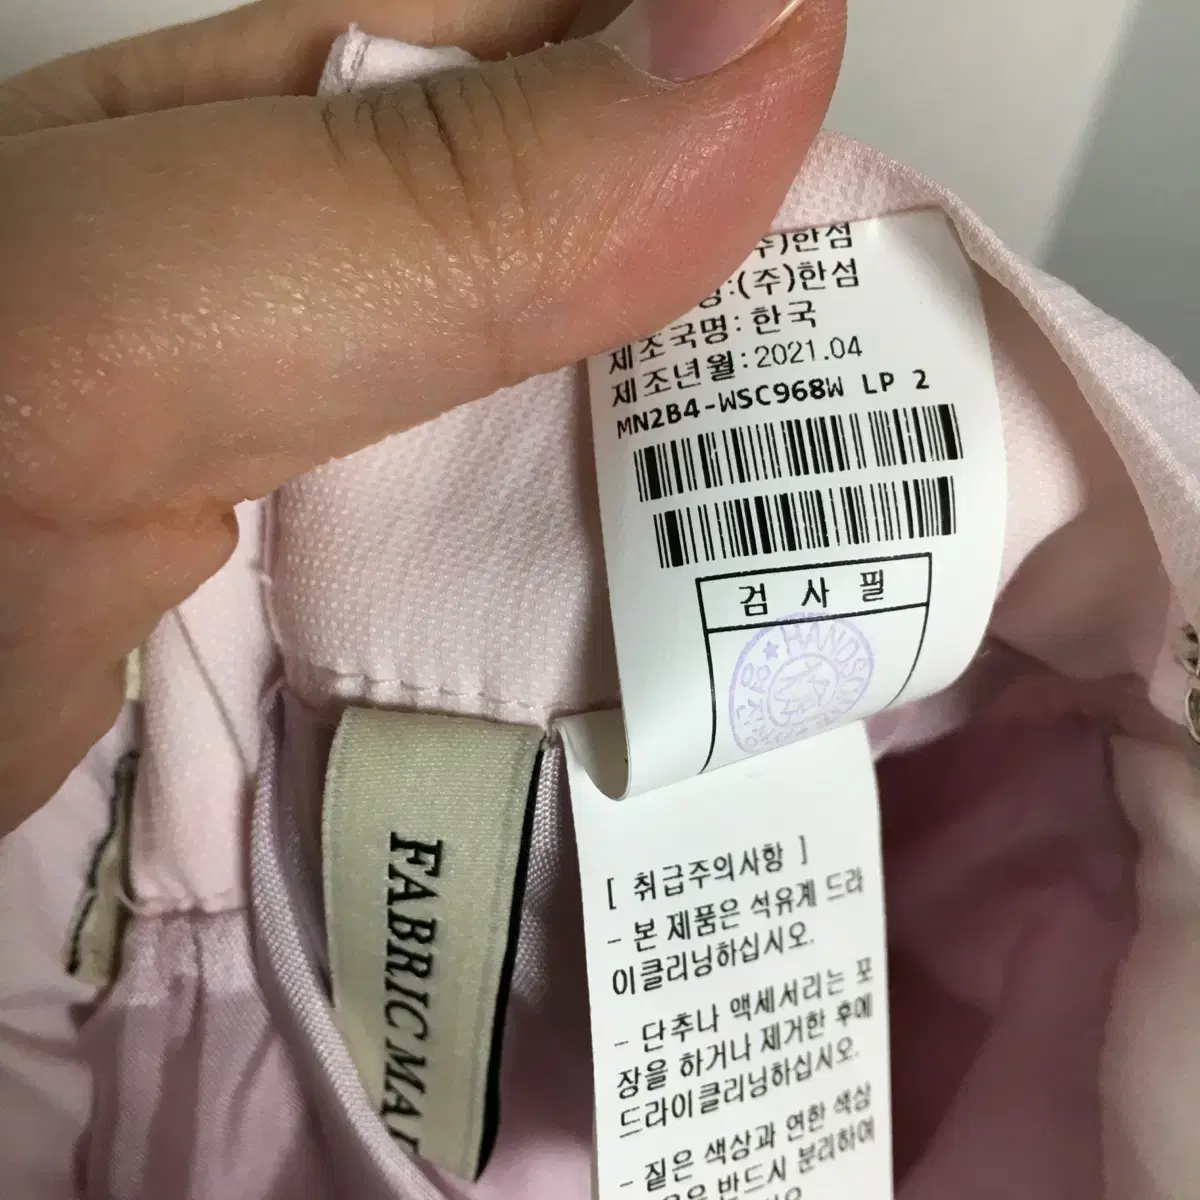 주)한섬
명:(주)한섬
제조국명: 한국
제조년월:2021.04
MN2B4-WSC968W LP 2
검 사 필
HANDSOM
FABRIC MA
[ 취급주의사항 ]
- 본 제품은 석유계 드라
이클리닝하십시오.
- 단추나 액세서리는 포
장을 하거나 제거한 후에
드라이클리닝하십시오.
- 짙은 색상과 연한 색상
반드시 분리하여